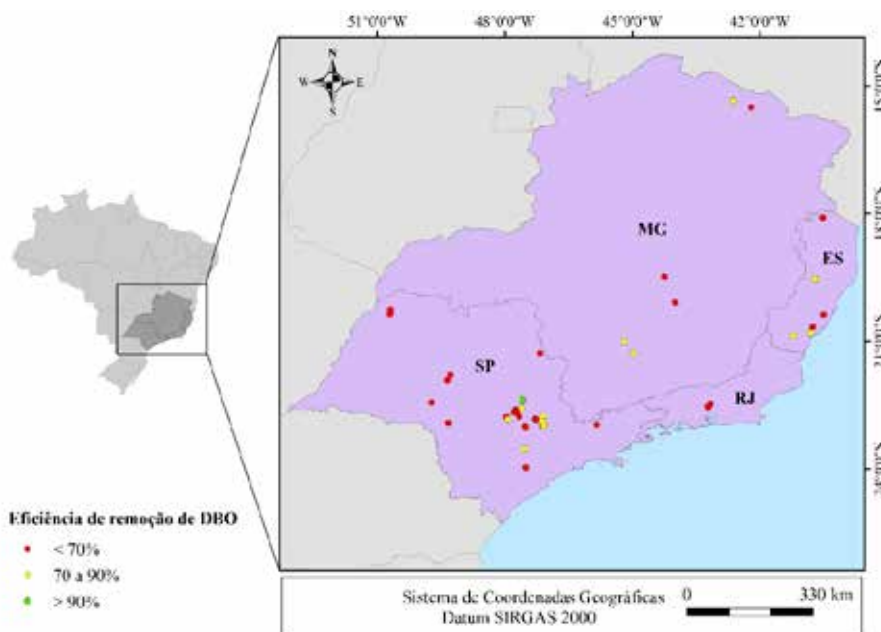 51°0'0"W 48°0'0"W 45°0'0"W 42°0'0"W
N
W E
S
MG
ES
SP
RJ
Eficiência de remoção de DBO
< 70%
70 a 90%
> 90%
Sistema de Coordenadas Geográficas
Datum SIRGAS 2000
0 330 km